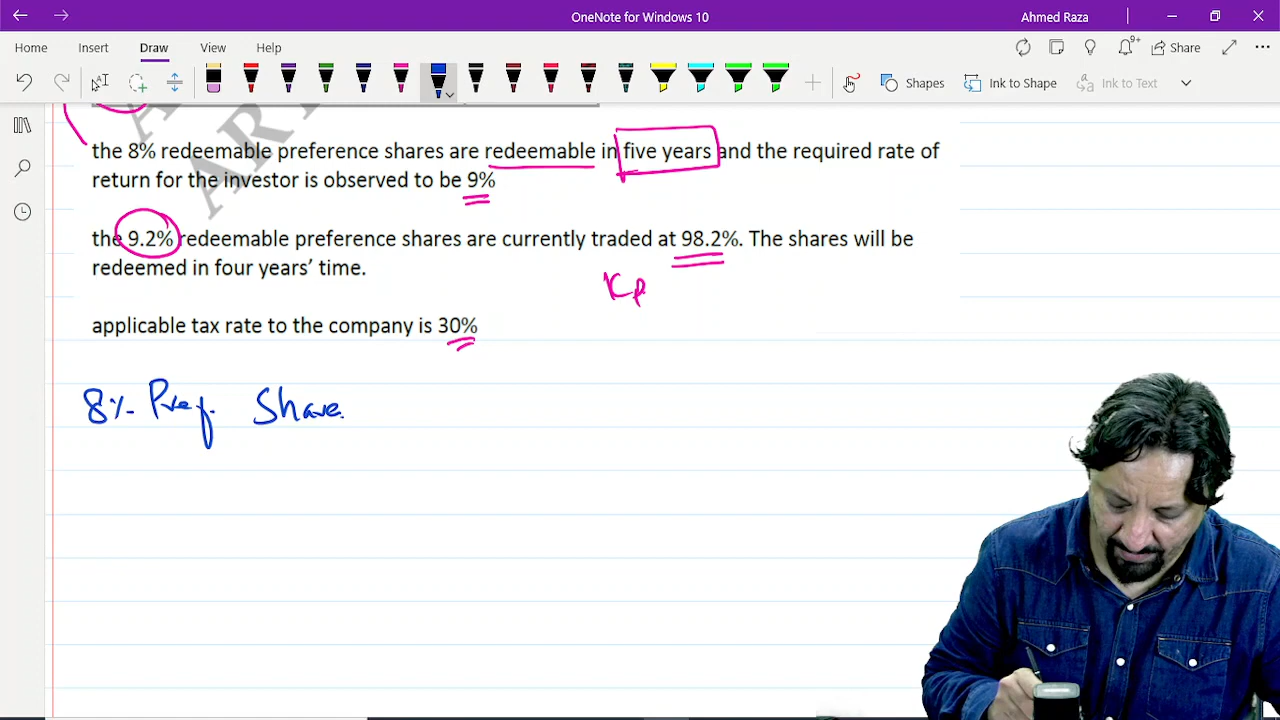 OneNote for Windows 10
Ahmed Raza
Home Insert Draw View Help
9+
Share
Shapes
Ink to Shape
Ink to Text
the 8% redeemable preference shares are redeemable in five years and the required rate of
return for the investor is observed to be 9%
the 9.2% redeemable preference shares are currently traded at 98.2%. The shares will be
redeemed in four years’ time.
Kp
applicable tax rate to the company is 30%
8% Pref. Share